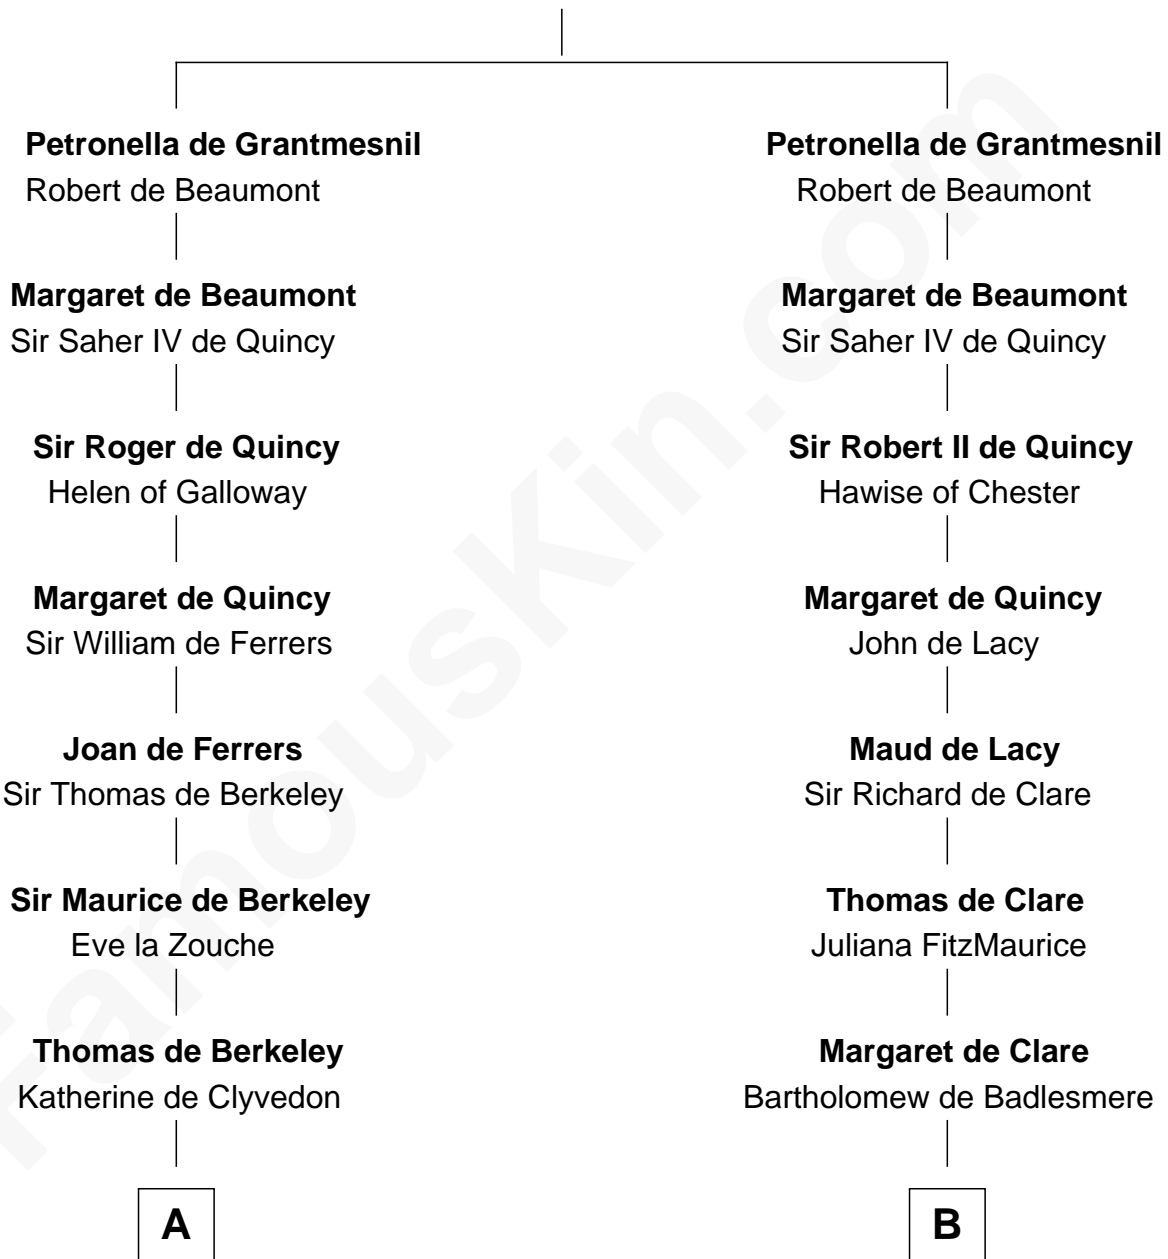 Petronella de Grantmesnil
Robert de Beaumont
Margaret de Beaumont
Sir Saher IV de Quincy
Sir Roger de Quincy
Helen of Galloway
Margaret de Quincy
Sir William de Ferrers
Joan de Ferrers
Sir Thomas de Berkeley
Sir Maurice de Berkeley
Eve la Zouche
Thomas de Berkeley
Katherine de Clyvedon
A
Petronella de Grantmesnil
Robert de Beaumont
Margaret de Beaumont
Sir Saher IV de Quincy
Sir Robert II de Quincy
Hawise of Chester
Margaret de Quincy
John de Lacy
Maud de Lacy
Sir Richard de Clare
Thomas de Clare
Juliana FitzMaurice
Margaret de Clare
Bartholomew de Badlesmere
B
FamousKin.com